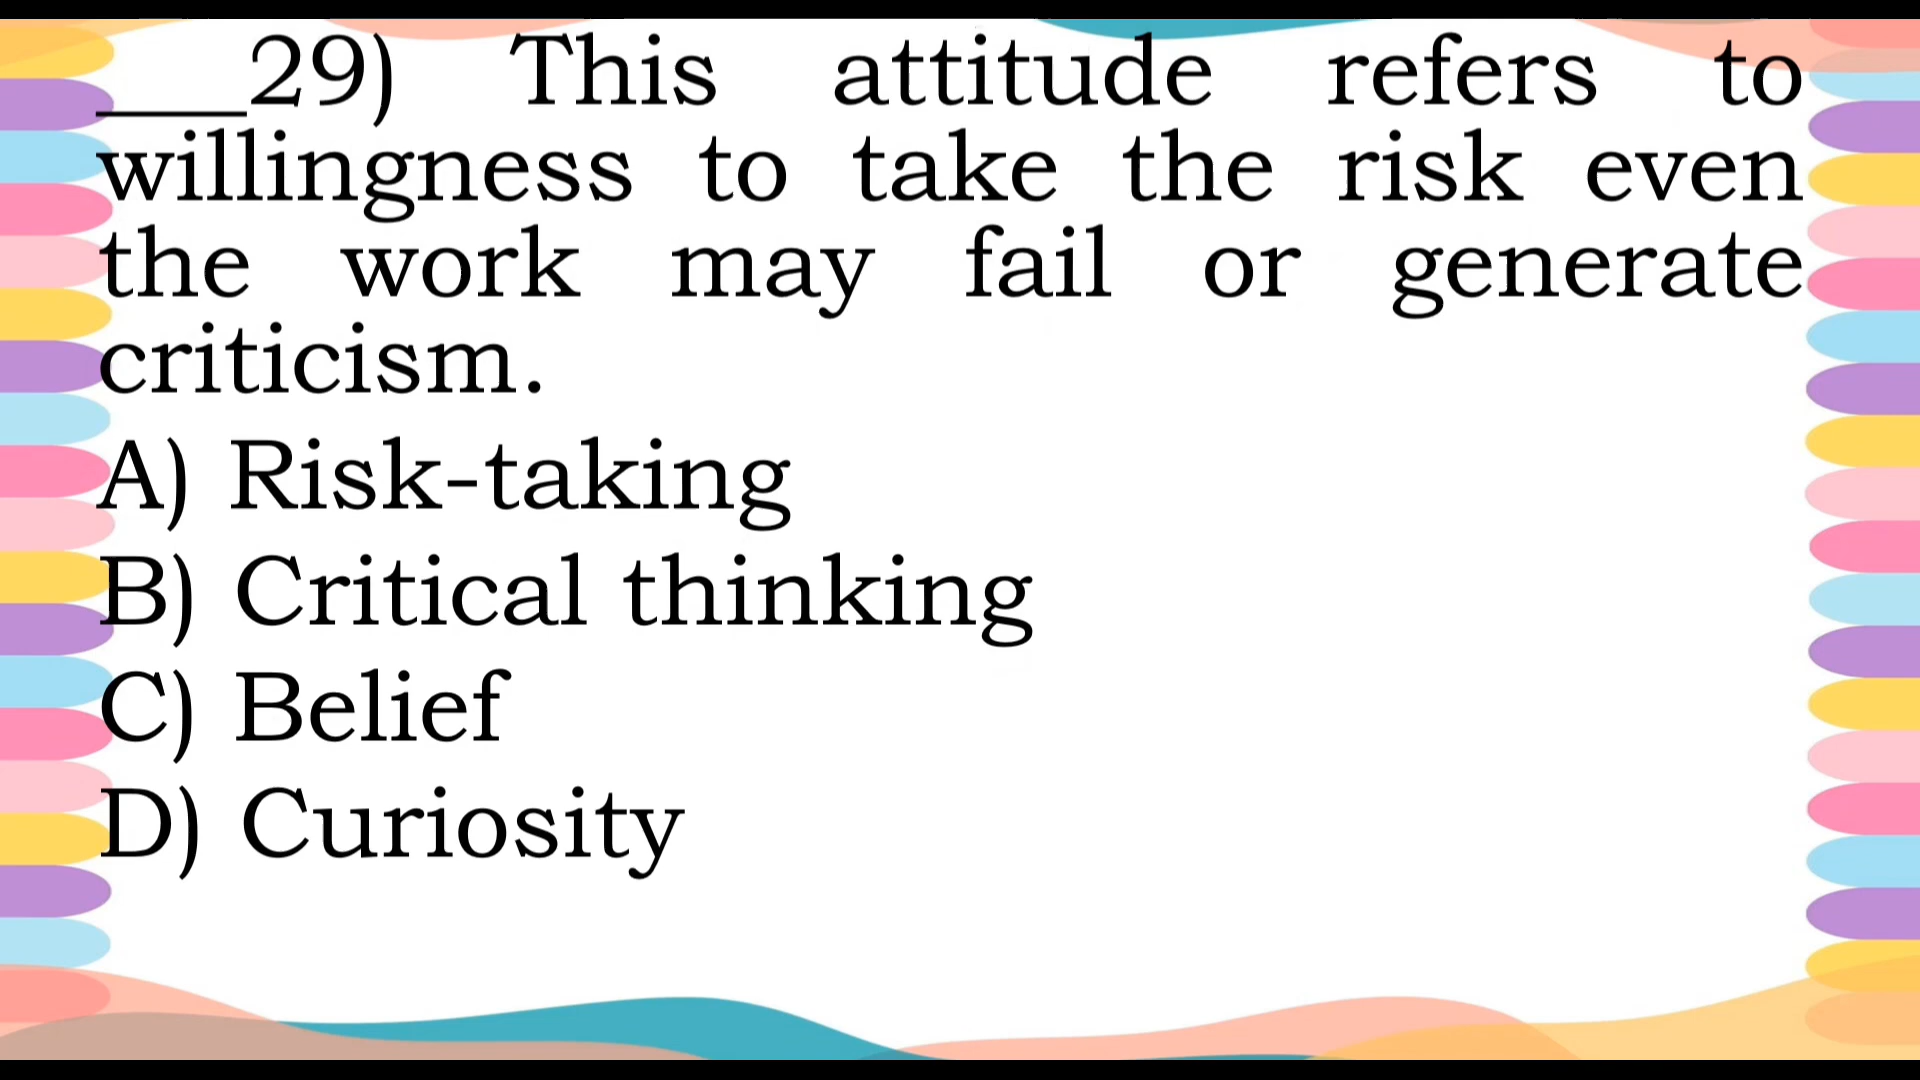 ___29) This attitude refers to
willingness to take the risk even
the work may fail or generate
criticism.
A) Risk-taking
B) Critical thinking
C) Belief
D) Curiosity